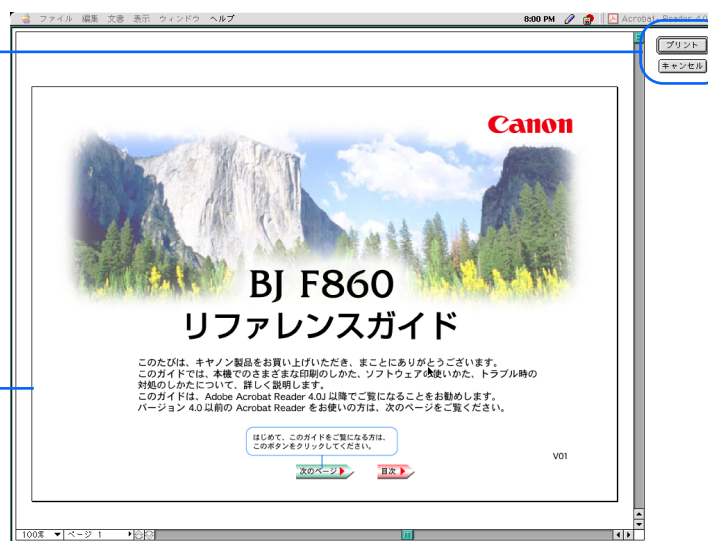 ファイル 編集 文書 表示 ウィンドウ ヘルプ 8:00 PM Acrobat Reader 4.0
プリント
キャンセル
Canon
BJ F860
リファレンスガイド
このたびは、キヤノン製品をお買い上げいただき、まことにありがとうございます。
このガイドでは、本機でのさまざまな印刷のしかた、ソフトウェアの使いかた、トラブル時の
対処のしかたについて、詳しく説明します。
このガイドは、Adobe Acrobat Reader 4.0J 以降でご覧になることをお勧めします。
バージョン 4.0 以前の Acrobat Reader をお使いの方は、次のページをご覧ください。
はじめて、このガイドをご覧になる方は、
このボタンをクリックしてください。
V01
次のページ 目次
100% ページ 1